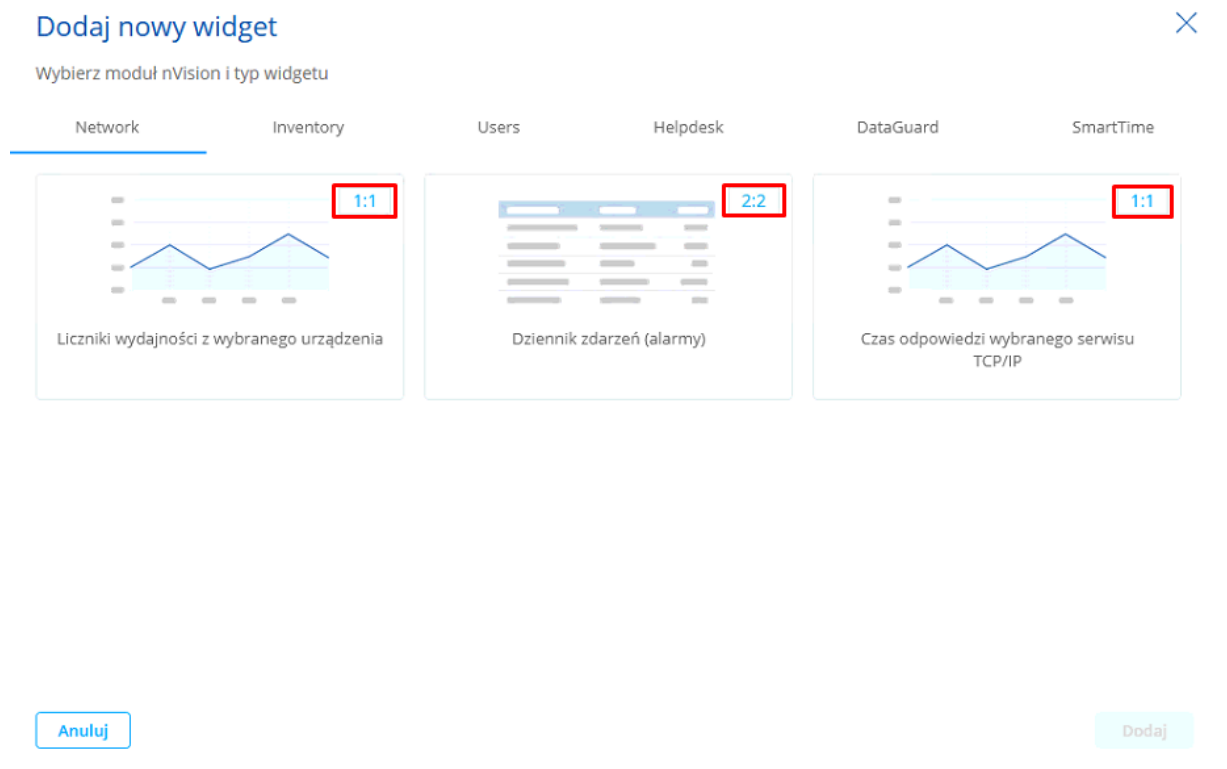 Dodaj nowy widget
Wybierz moduł nVision i typ widgetu
Network Inventory Users Helpdesk DataGuard SmartTime
1:1 2:2 1:1
Liczniki wydajności z wybranego urządzenia
Dziennik zdarzeń (alarmy)
Czas odpowiedzi wybranego serwisu
TCP/IP
Anuluj Dodaj